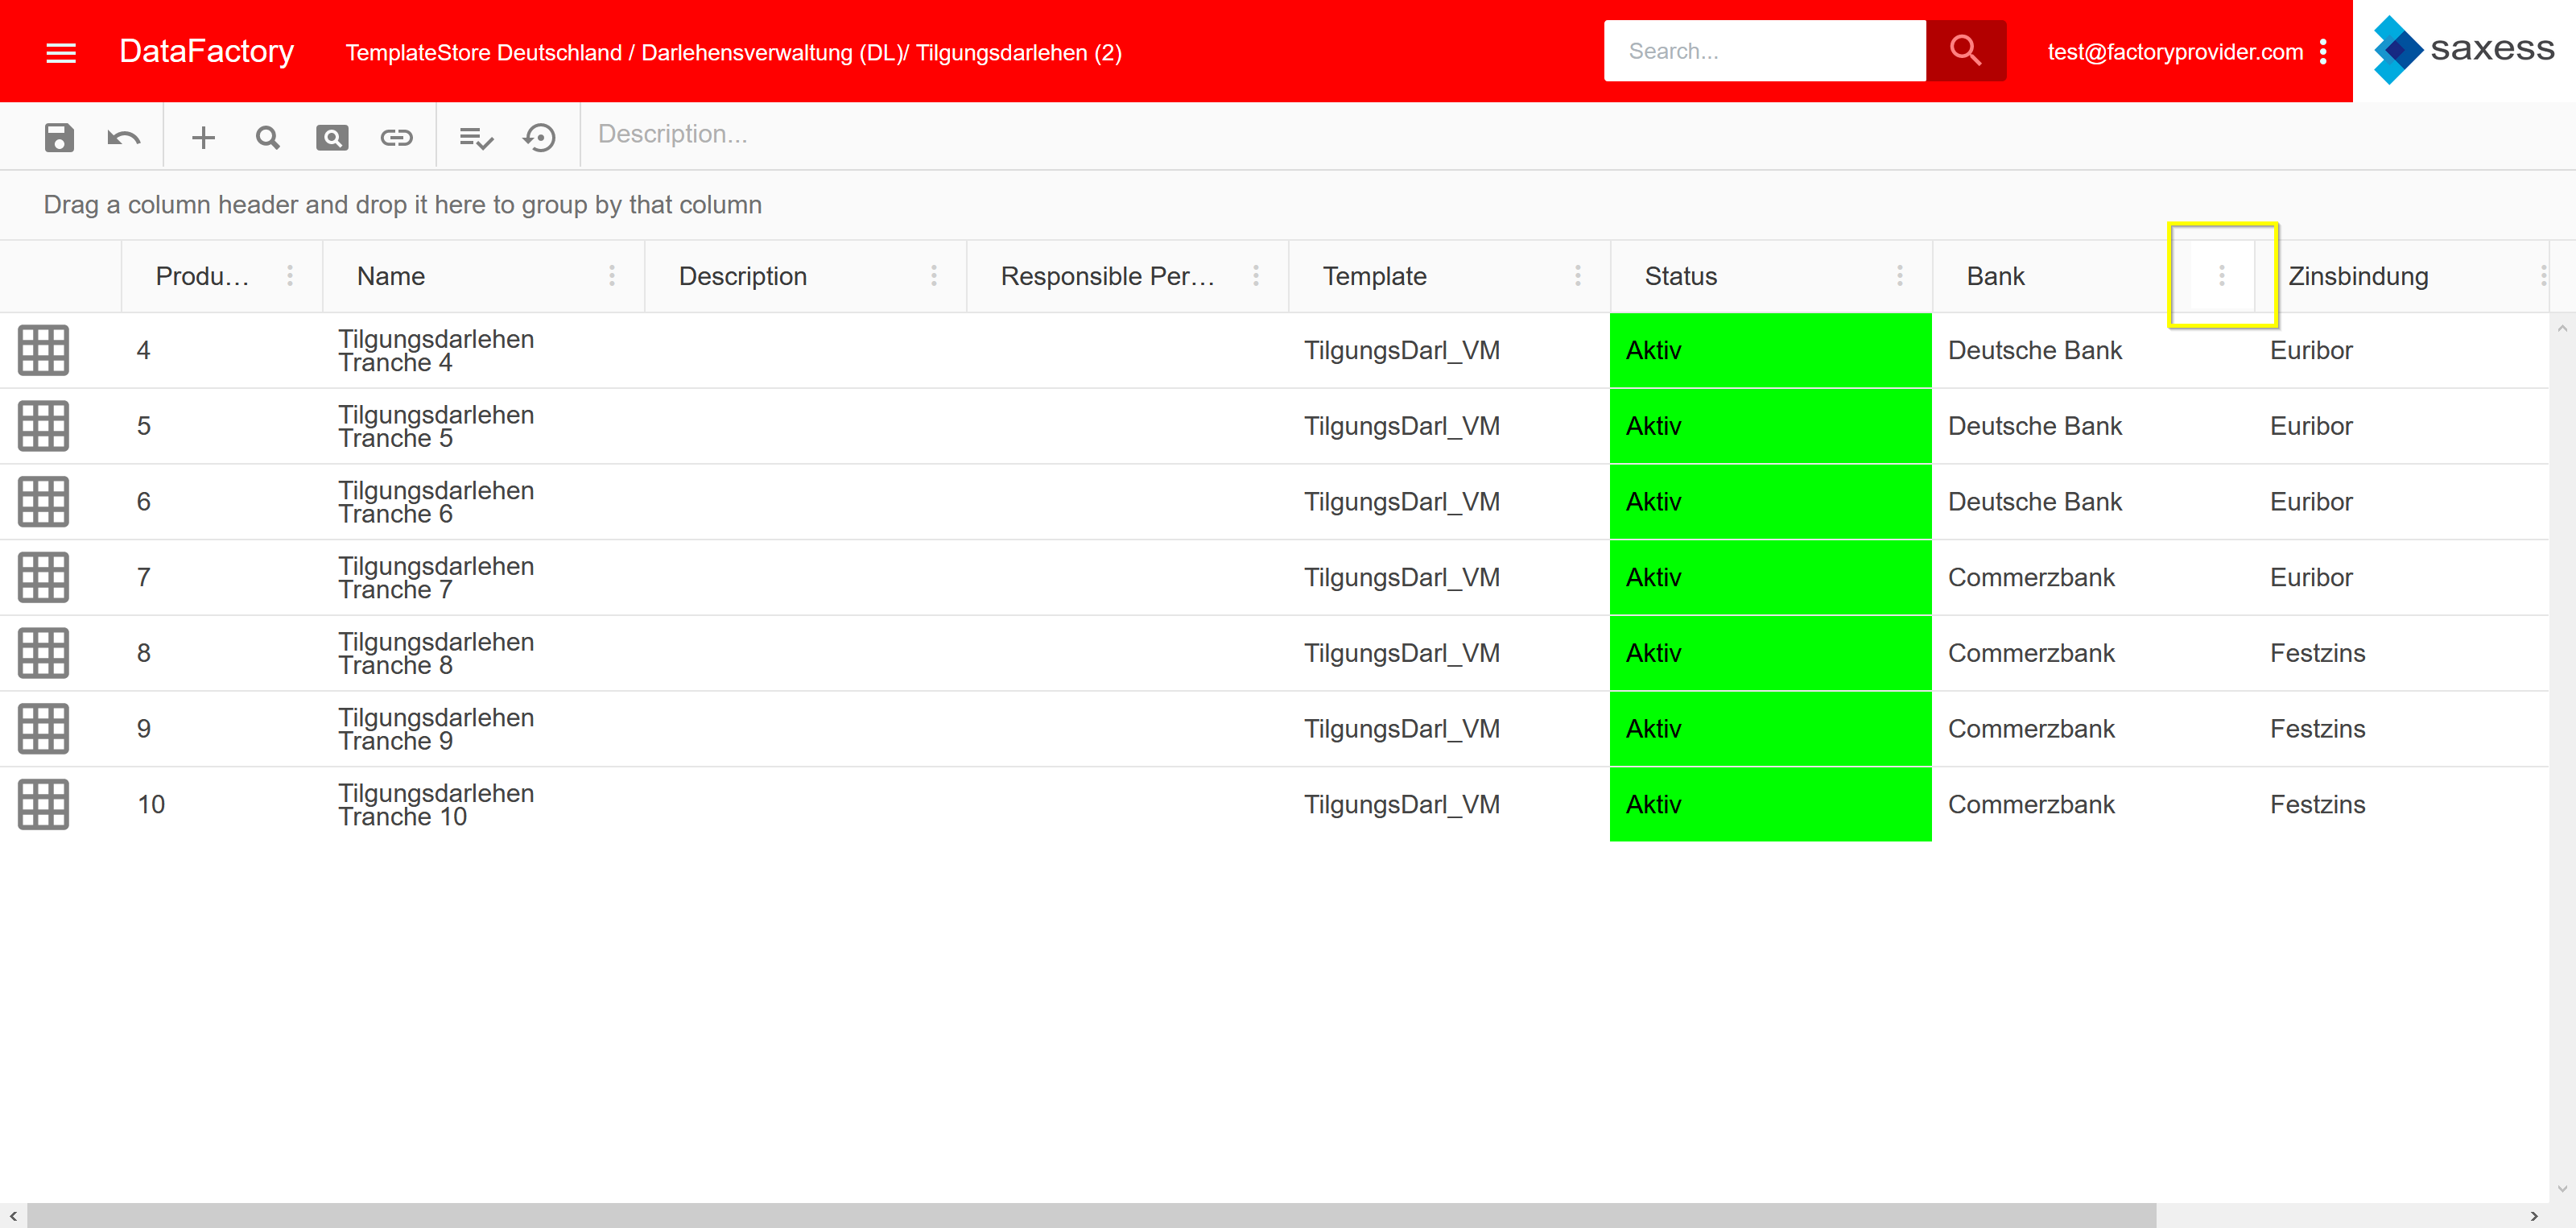 DataFactory TemplateStore Deutschland / Darlehensverwaltung (DL)/ Tilgungsdarlehen (2) Search... test@factoryprovider.com saxess
Description...
Drag a column header and drop it here to group by that column
Produ... Name Description Responsible Per... Template Status Bank Zinsbindung
4 Tilgungsdarlehen Tranche 4 TilgungsDarl_VM Aktiv Deutsche Bank Euribor
5 Tilgungsdarlehen Tranche 5 TilgungsDarl_VM Aktiv Deutsche Bank Euribor
6 Tilgungsdarlehen Tranche 6 TilgungsDarl_VM Aktiv Deutsche Bank Euribor
7 Tilgungsdarlehen Tranche 7 TilgungsDarl_VM Aktiv Commerzbank Euribor
8 Tilgungsdarlehen Tranche 8 TilgungsDarl_VM Aktiv Commerzbank Festzins
9 Tilgungsdarlehen Tranche 9 TilgungsDarl_VM Aktiv Commerzbank Festzins
10 Tilgungsdarlehen Tranche 10 TilgungsDarl_VM Aktiv Commerzbank Festzins